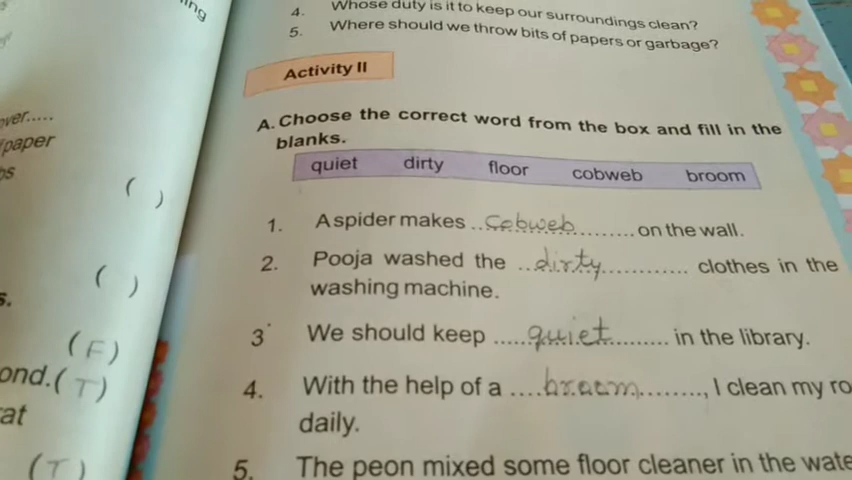 ing
4. Whose duty is it to keep our surroundings clean?
5. Where should we throw bits of papers or garbage?
Activity II
over.....
/paper
A. Choose the correct word from the box and fill in the
blanks.
quiet dirty floor cobweb broom
( )
1. A spider makes ..cobweb......... on the wall.
2. Pooja washed the ..dirty............ clothes in the
washing machine.
( )
s.
3 We should keep .....quiet......... in the library.
(F)
ond.(T)
4. With the help of a ....broom........., I clean my ro
at
daily.
(T)
5. The peon mixed some floor cleaner in the wate